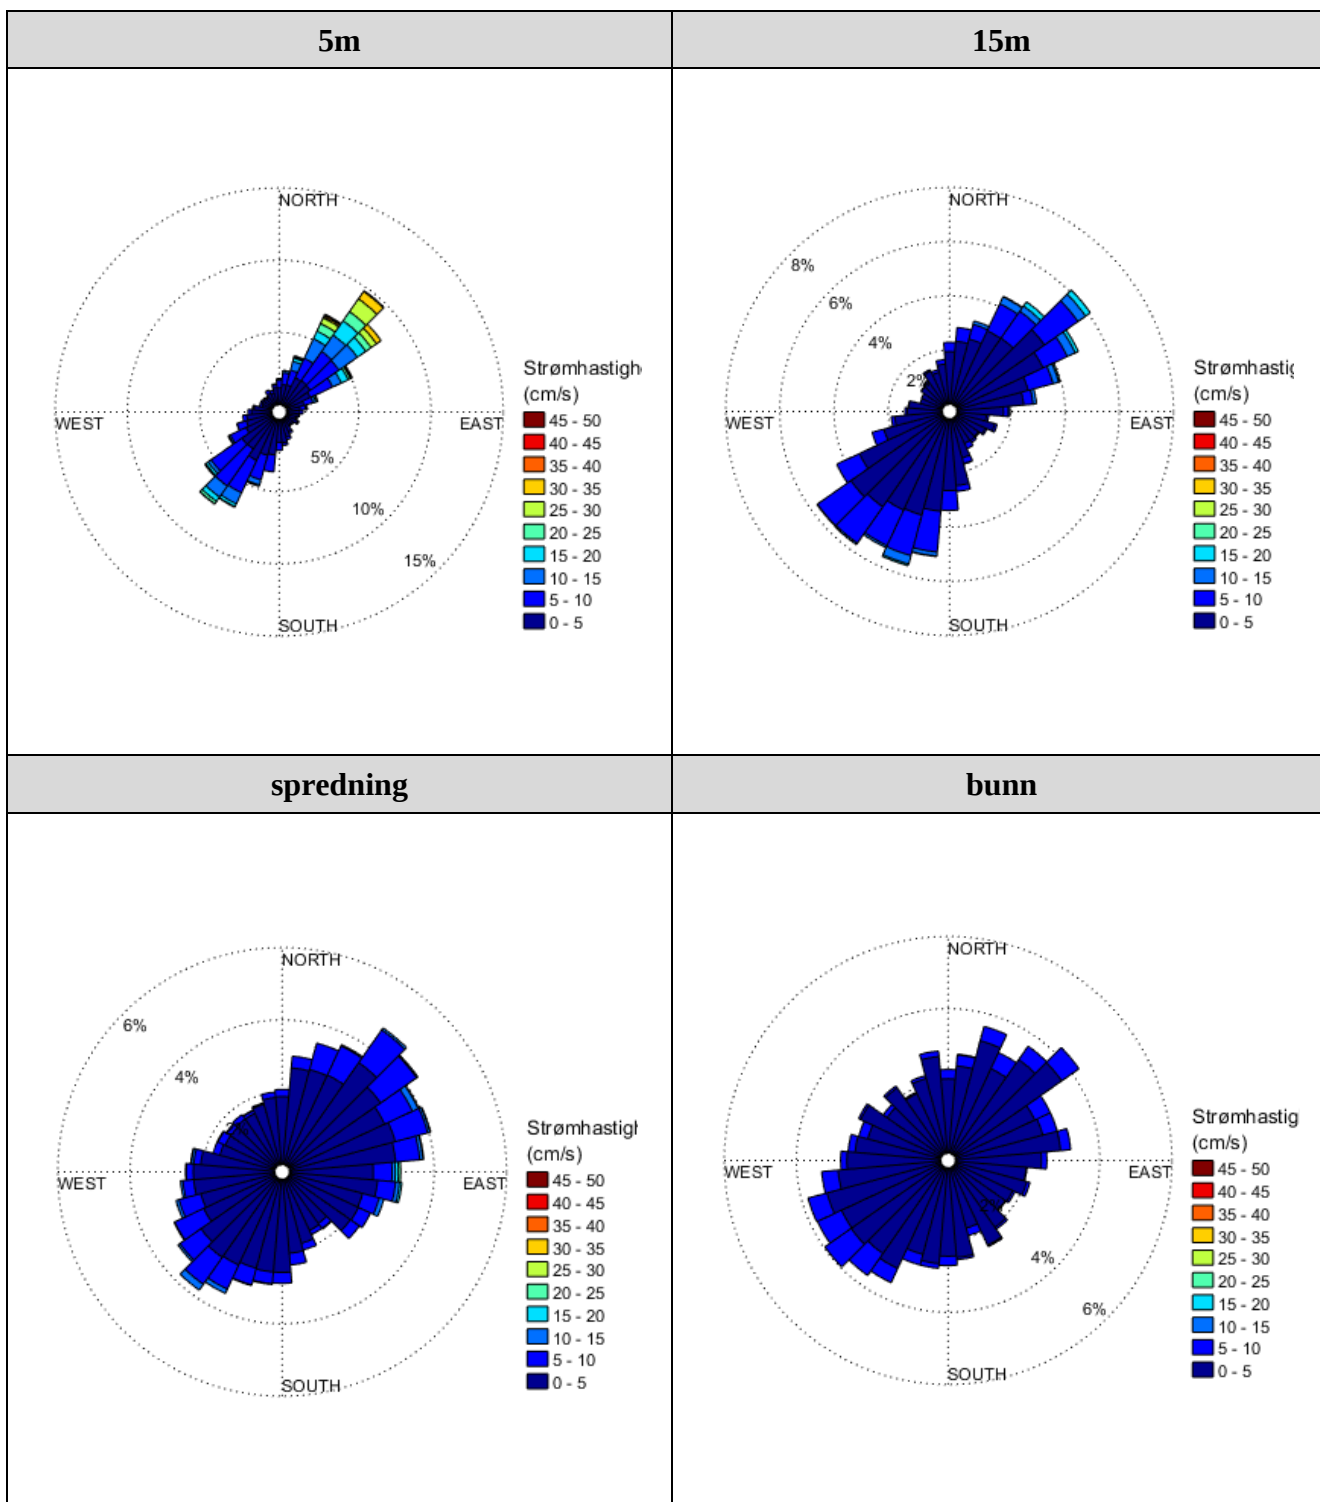 5m
15m
NORTH
WEST
EAST
SOUTH
5%
10%
15%
Strømhastigh
(cm/s)
45 - 50
40 - 45
35 - 40
30 - 35
25 - 30
20 - 25
15 - 20
10 - 15
5 - 10
0 - 5
NORTH
8%
6%
4%
2%
WEST
EAST
SOUTH
Strømhastig
(cm/s)
45 - 50
40 - 45
35 - 40
30 - 35
25 - 30
20 - 25
15 - 20
10 - 15
5 - 10
0 - 5
spredning
bunn
NORTH
6%
4%
2%
WEST
EAST
SOUTH
Strømhastigh
(cm/s)
45 - 50
40 - 45
35 - 40
30 - 35
25 - 30
20 - 25
15 - 20
10 - 15
5 - 10
0 - 5
NORTH
WEST
EAST
2%
4%
6%
SOUTH
Strømhastig
(cm/s)
45 - 50
40 - 45
35 - 40
30 - 35
25 - 30
20 - 25
15 - 20
10 - 15
5 - 10
0 - 5